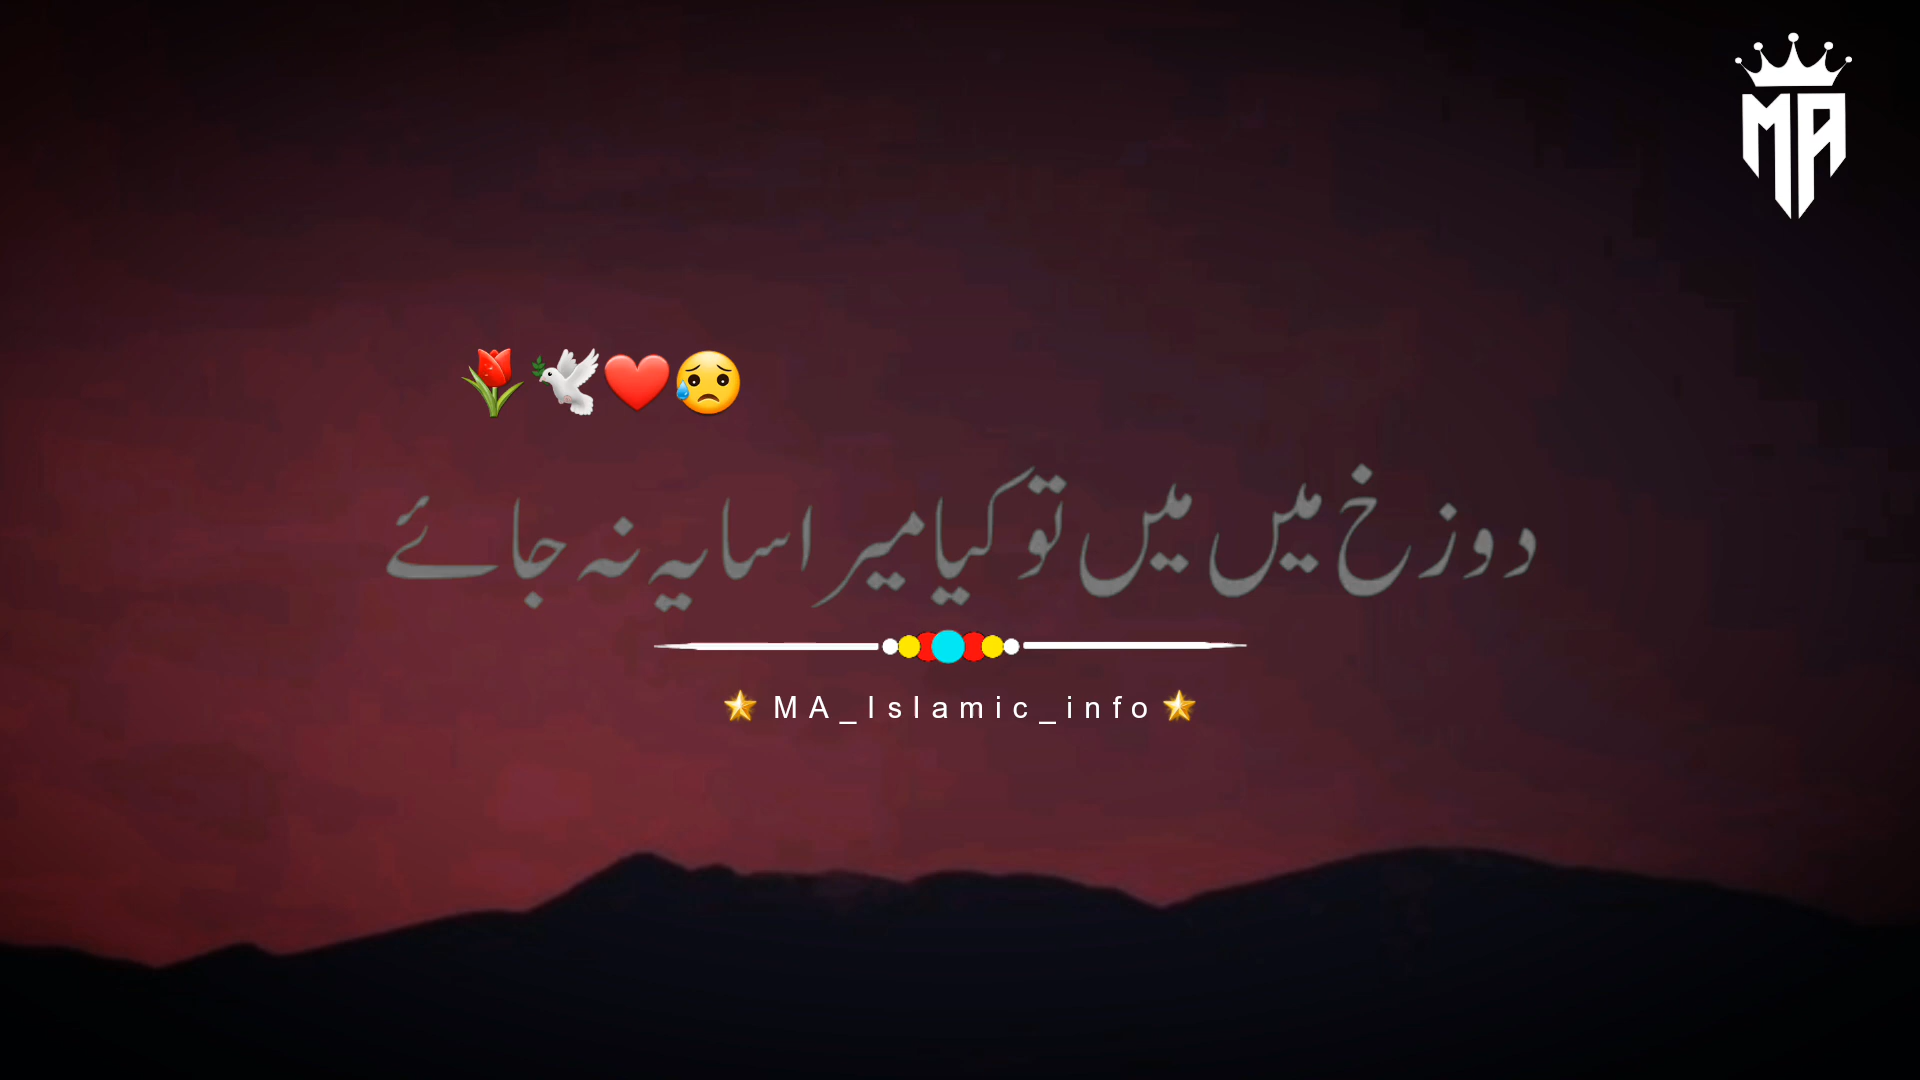 MA
🌷🕊️❤️😥
دوزخ میں میں تو کیا میرا سایہ نہ جائے
🌟 MA_Islamic_info 🌟